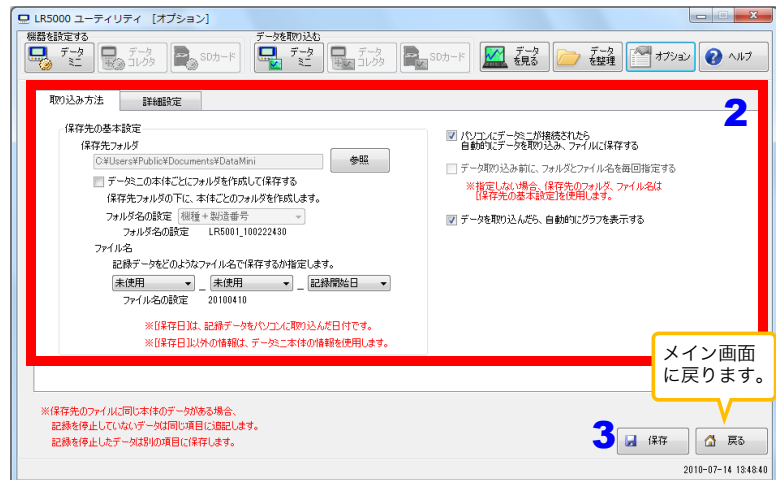 LR5000 ユーティリティ [オプション]
機器を設定する
データを取り込む
データ
ミニ
データ
コレクタ
SDカード
データ
ミニ
データ
コレクタ
SDカード
データ
を見る
データ
を整理
オプション
ヘルプ
取り込み方法
詳細設定
2
保存先の基本設定
保存先フォルダ
C:¥Users¥Public¥Documents¥DataMini
参照
データミニの本体ごとにフォルダを作成して保存する
保存先フォルダの下に、本体ごとのフォルダを作成します。
フォルダ名の設定 機種+製造番号
フォルダ名の設定 LR5001_100222430
ファイル名
記録データをどのようなファイル名で保存するか指定します。
未使用 _ 未使用 _ 記録開始日
ファイル名の設定 20100410
※[保存日]は、記録データをパソコンに取り込んだ日付です。
※[保存日]以外の情報は、データミニ本体の情報を使用します。
パソコンにデータミニが接続されたら
自動的にデータを取り込み、ファイルに保存する
データ取り込み前に、フォルダとファイル名を毎回指定する
※指定しない場合、保存先のフォルダ、ファイル名は
[保存先の基本設定]を使用します。
データを取り込んだら、自動的にグラフを表示する
メイン画面
に戻ります。
※保存先のファイルに同じ本体のデータがある場合、
記録を停止していないデータは同じ項目に追記します。
記録を停止したデータは別の項目に保存します。
3
保存
戻る
2010-07-14 13:48:40